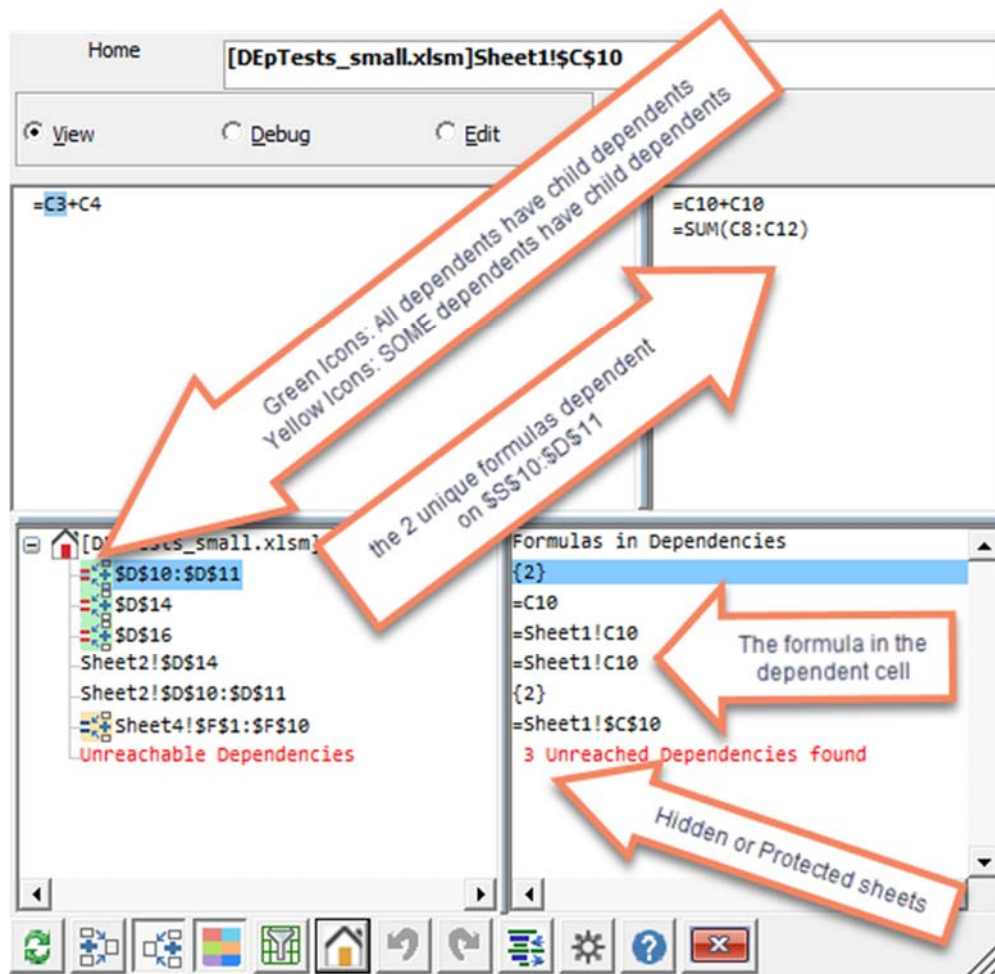 Home
[DEpTests_small.xlsm]Sheet1!$C$10
View
Debug
Edit
=C3+C4
=C10+C10
=SUM(C8:C12)
Green Icons: All dependents have child dependents
Yellow Icons: SOME dependents have child dependents
the 2 unique formulas dependent
on $S$10:$D$11
[DEpTests_small.xlsm]
$D$10:$D$11
$D$14
$D$16
Sheet2!$D$14
Sheet2!$D$10:$D$11
Sheet4!$F$1:$F$10
Unreachable Dependencies
Formulas in Dependencies
{2}
=C10
=Sheet1!C10
=Sheet1!C10
{2}
=Sheet1!$C$10
3 Unreached Dependencies found
The formula in the
dependent cell
Hidden or Protected sheets